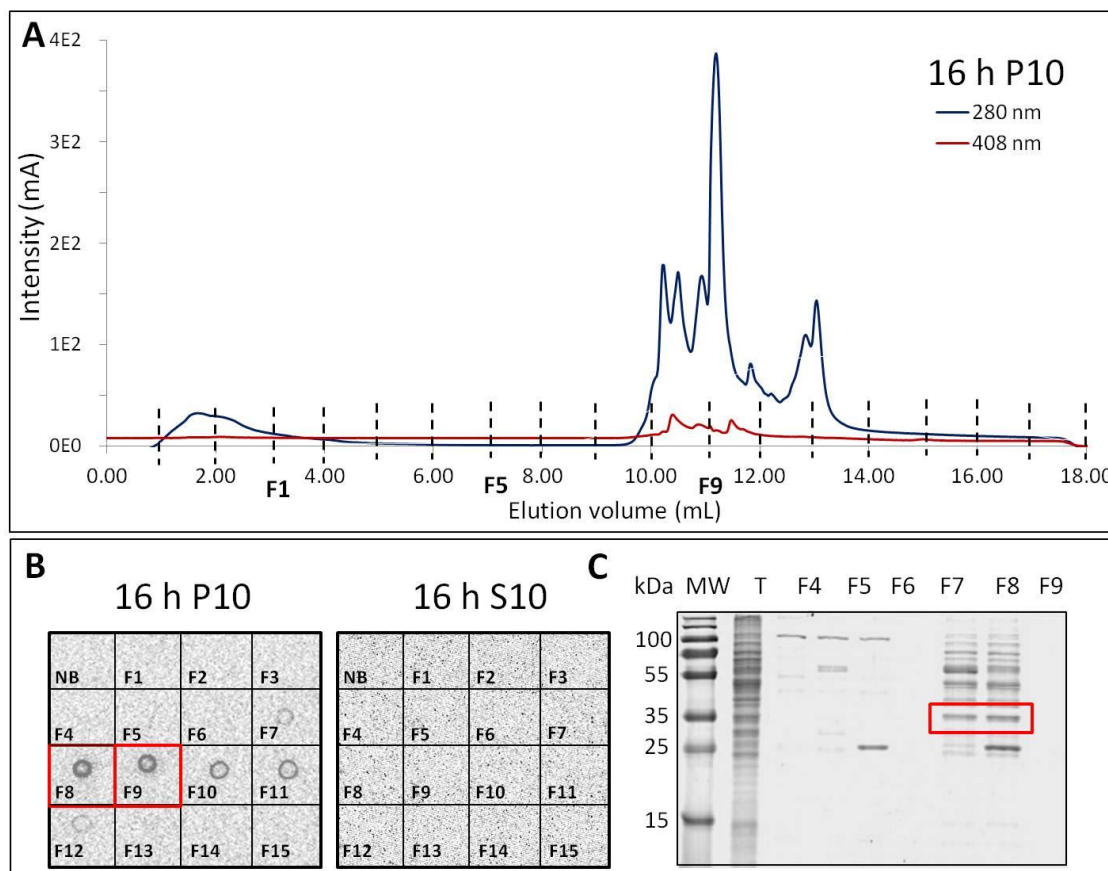 A
4E2
3E2
2E2
1E2
0E0
Intensity (mA)
16 h P10
280 nm
408 nm
0.00 2.00 4.00 6.00 8.00 10.00 12.00 14.00 16.00 18.00
F1 F5 F9
Elution volume (mL)
B
16 h P10
NB F1 F2 F3
F4 F5 F6 F7
F8 F9 F10 F11
F12 F13 F14 F15
16 h S10
NB F1 F2 F3
F4 F5 F6 F7
F8 F9 F10 F11
F12 F13 F14 F15
C
kDa MW T F4 F5 F6 F7 F8 F9
100
55
35
25
15